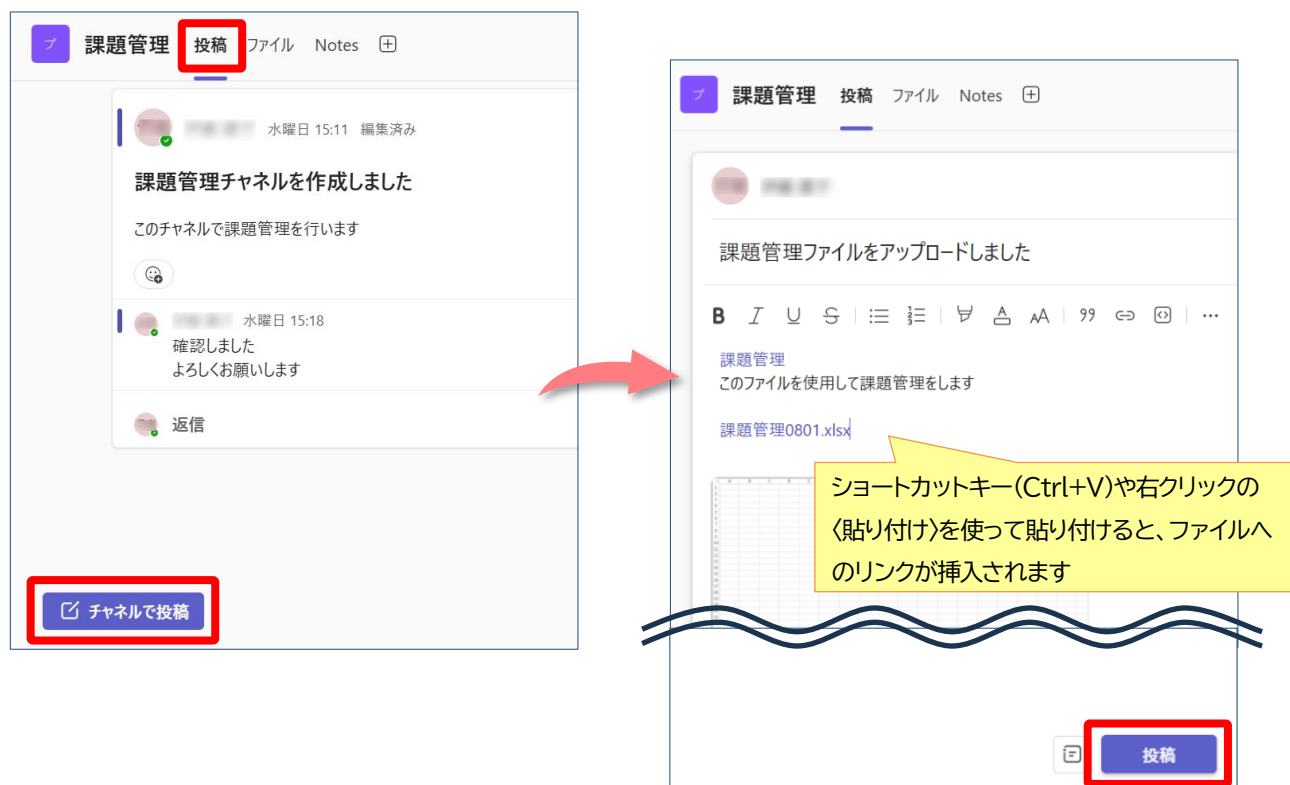 プ 課題管理 投稿 ファイル Notes
水曜日 15:11 編集済み
課題管理チャネルを作成しました
このチャネルで課題管理を行います
水曜日 15:18
確認しました
よろしくお願いします
返信
チャネルで投稿
プ 課題管理 投稿 ファイル Notes
課題管理ファイルをアップロードしました
B I U S AA
課題管理
このファイルを使用して課題管理をします
課題管理0801.xlsx
ショートカットキー(Ctrl+V)や右クリックの
〈貼り付け〉を使って貼り付けると、ファイルへ
のリンクが挿入されます
投稿